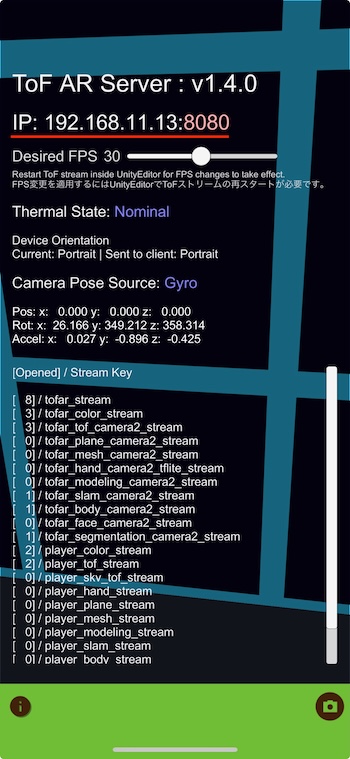 ToF AR Server : v1.4.0
IP: 192.168.11.13:8080
Desired FPS 30
Restart ToF stream inside UnityEditor for FPS changes to take effect.
FPS変更を適用するにはUnityEditorでToFストリームの再スタートが必要です。
Thermal State: Nominal
Device Orientation
Current: Portrait | Sent to client: Portrait
Camera Pose Source: Gyro
Pos: x: 0.000 y: 0.000 z: 0.000
Rot: x: 26.166 y: 349.212 z: 358.314
Accel: x: 0.027 y: -0.896 z: -0.425
[Opened] / Stream Key
[ 8] / tofar_stream
[ 3] / tofar_color_stream
[ 3] / tofar_tof_camera2_stream
[ 0] / tofar_plane_camera2_stream
[ 0] / tofar_mesh_camera2_stream
[ 0] / tofar_hand_camera2_tflite_stream
[ 0] / tofar_modeling_camera2_stream
[ 1] / tofar_slam_camera2_stream
[ 1] / tofar_body_camera2_stream
[ 0] / tofar_face_camera2_stream
[ 1] / tofar_segmentation_camera2_stream
[ 2] / player_color_stream
[ 2] / player_tof_stream
[ 0] / player_skv_tof_stream
[ 0] / player_hand_stream
[ 0] / player_plane_stream
[ 0] / player_mesh_stream
[ 0] / player_modeling_stream
[ 0] / player_slam_stream
[ 0] / player_body_stream